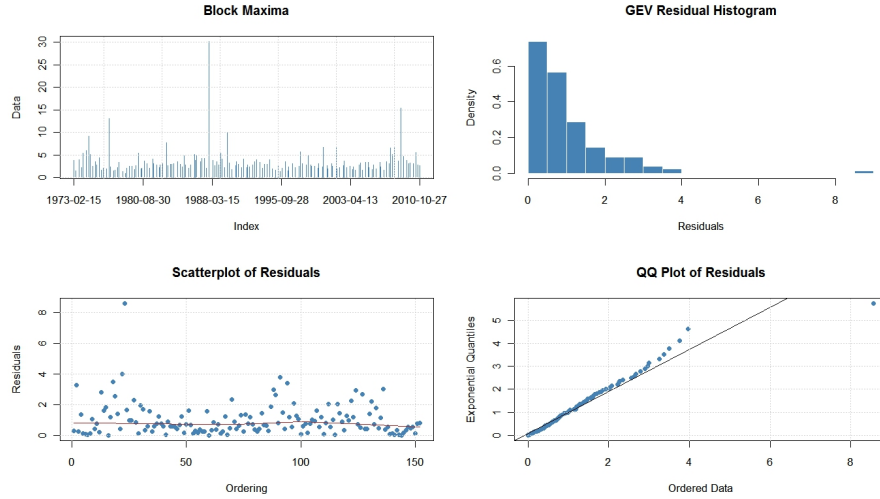 Block Maxima
Data
0 5 10 15 20 25 30
1973-02-15 1980-08-30 1988-03-15 1995-09-28 2003-04-13 2010-10-27
Index
GEV Residual Histogram
Density
0.0 0.2 0.4 0.6
0 2 4 6 8
Residuals
Scatterplot of Residuals
Residuals
0 2 4 6 8
0 50 100 150
Ordering
QQ Plot of Residuals
Exponential Quantiles
0 1 2 3 4 5
0 2 4 6 8
Ordered Data